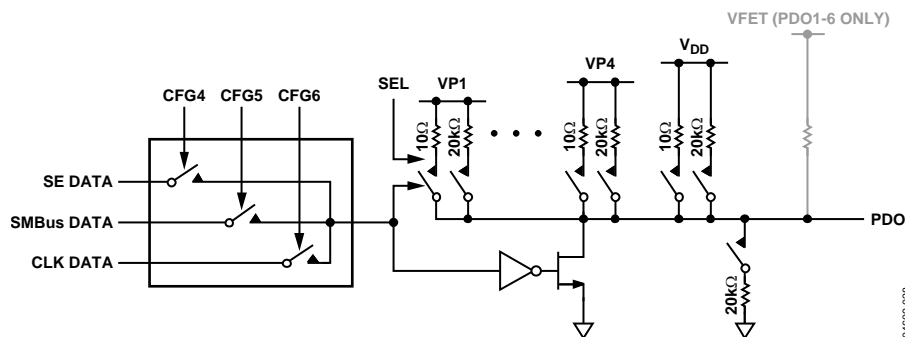 VFET (PDO1-6 ONLY)
VDD
VP4
SEL
VP1
CFG4
CFG5
CFG6
10Ω
20kΩ
10Ω
20kΩ
10Ω
20kΩ
SE DATA
SMBus DATA
CLK DATA
PDO
20kΩ